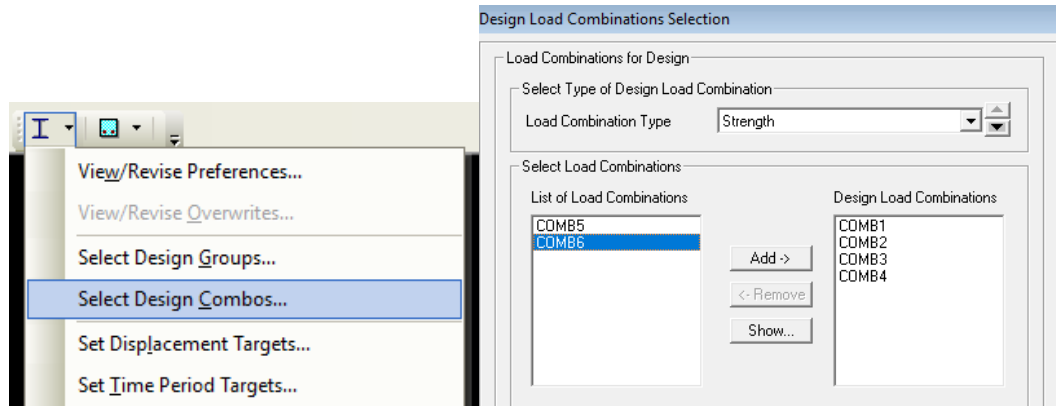 View/Revise Preferences...
View/Revise Overwrites...
Select Design Groups...
Select Design Combos...
Set Displacement Targets...
Set Time Period Targets...
Design Load Combinations Selection
Load Combinations for Design
Select Type of Design Load Combination
Load Combination Type
Strength
Select Load Combinations
List of Load Combinations
COMB5
COMB6
Add ->
<- Remove
Show...
Design Load Combinations
COMB1
COMB2
COMB3
COMB4